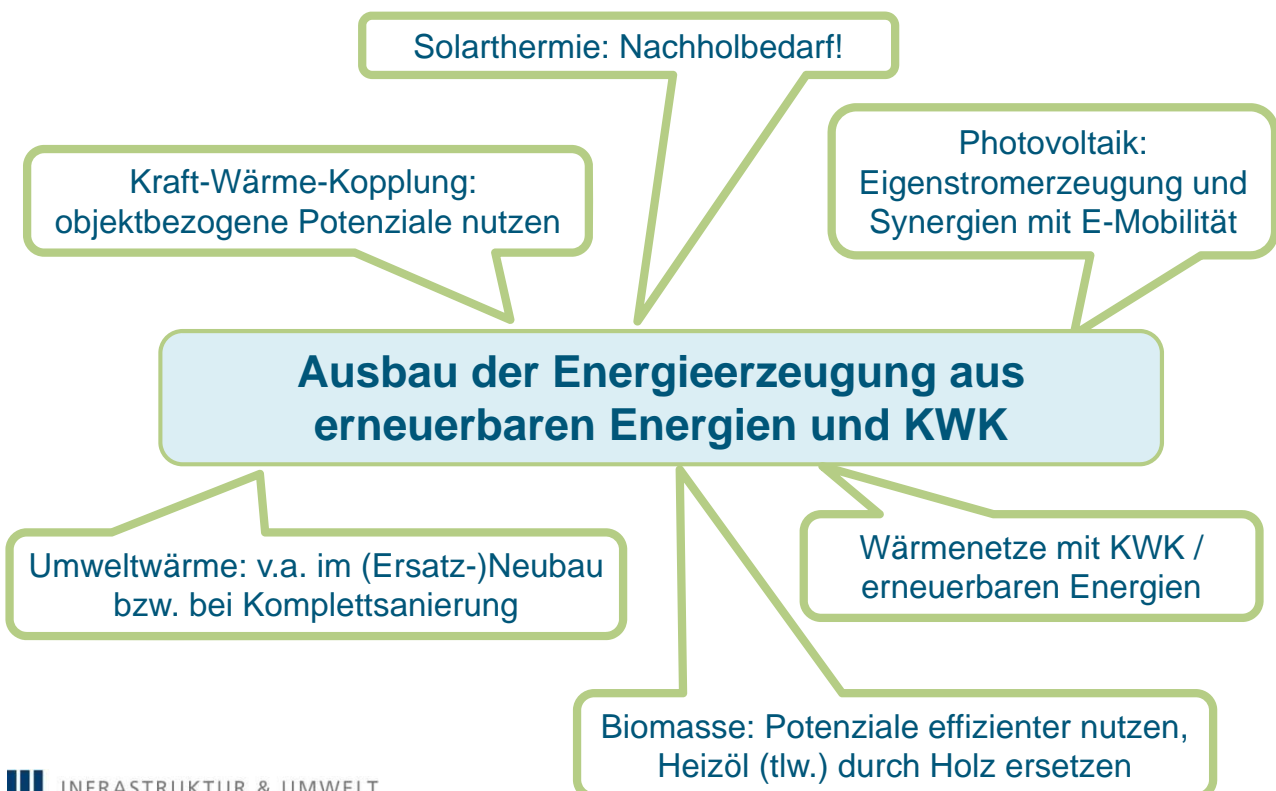 Solarthermie: Nachholbedarf!
Photovoltaik:
Eigenstromerzeugung und
Synergien mit E-Mobilität
Kraft-Wärme-Kopplung:
objektbezogene Potenziale nutzen
Ausbau der Energieerzeugung aus
erneuerbaren Energien und KWK
Umweltwärme: v.a. im (Ersatz-)Neubau
bzw. bei Komplettsanierung
Wärmenetze mit KWK /
erneuerbaren Energien
Biomasse: Potenziale effizienter nutzen,
Heizöl (tlw.) durch Holz ersetzen
INFRASTRUKTUR & UMWELT